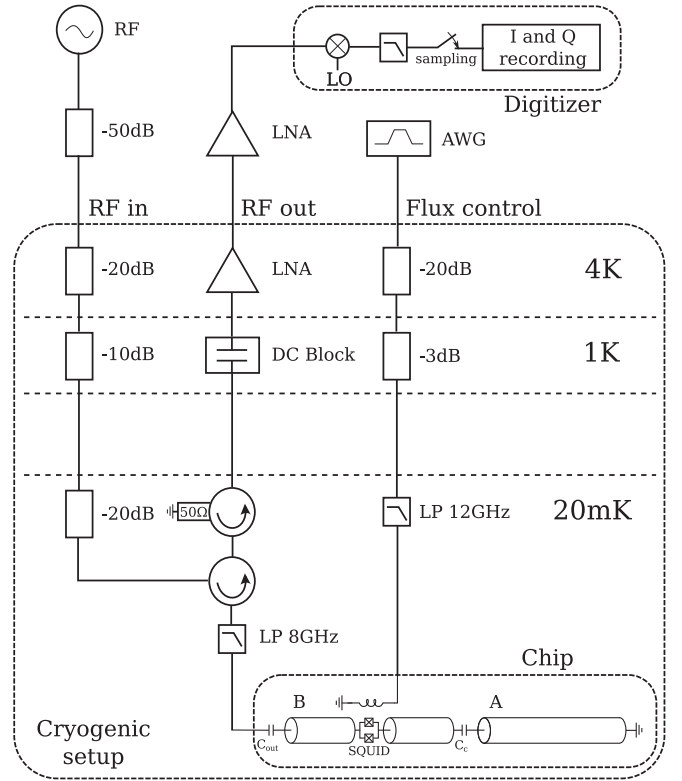 RF
I and Q
recording
sampling
LO
Digitizer
-50dB
LNA
AWG
RF in
RF out
Flux control
-20dB
LNA
-20dB
4K
-10dB
DC Block
-3dB
1K
-20dB
50Ω
LP 12GHz
20mK
LP 8GHz
Chip
B
A
Cout
SQUID
Cc
Cryogenic
setup